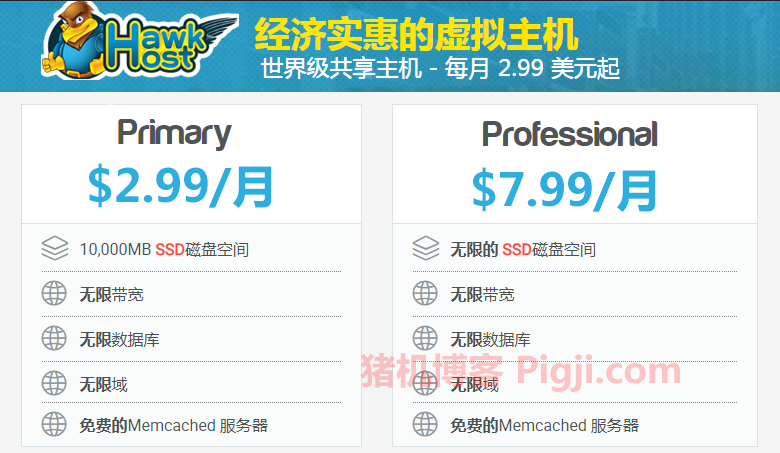 Hawk Host
经济实惠的虚拟主机
世界级共享主机 - 每月 2.99 美元起
Primary
$2.99/月
10,000MB SSD磁盘空间
无限带宽
无限数据库
无限域
免费的Memcached 服务器
Professional
$7.99/月
无限的 SSD磁盘空间
无限带宽
无限数据库
无限域
免费的Memcached 服务器
猪机博客 Pigji.com